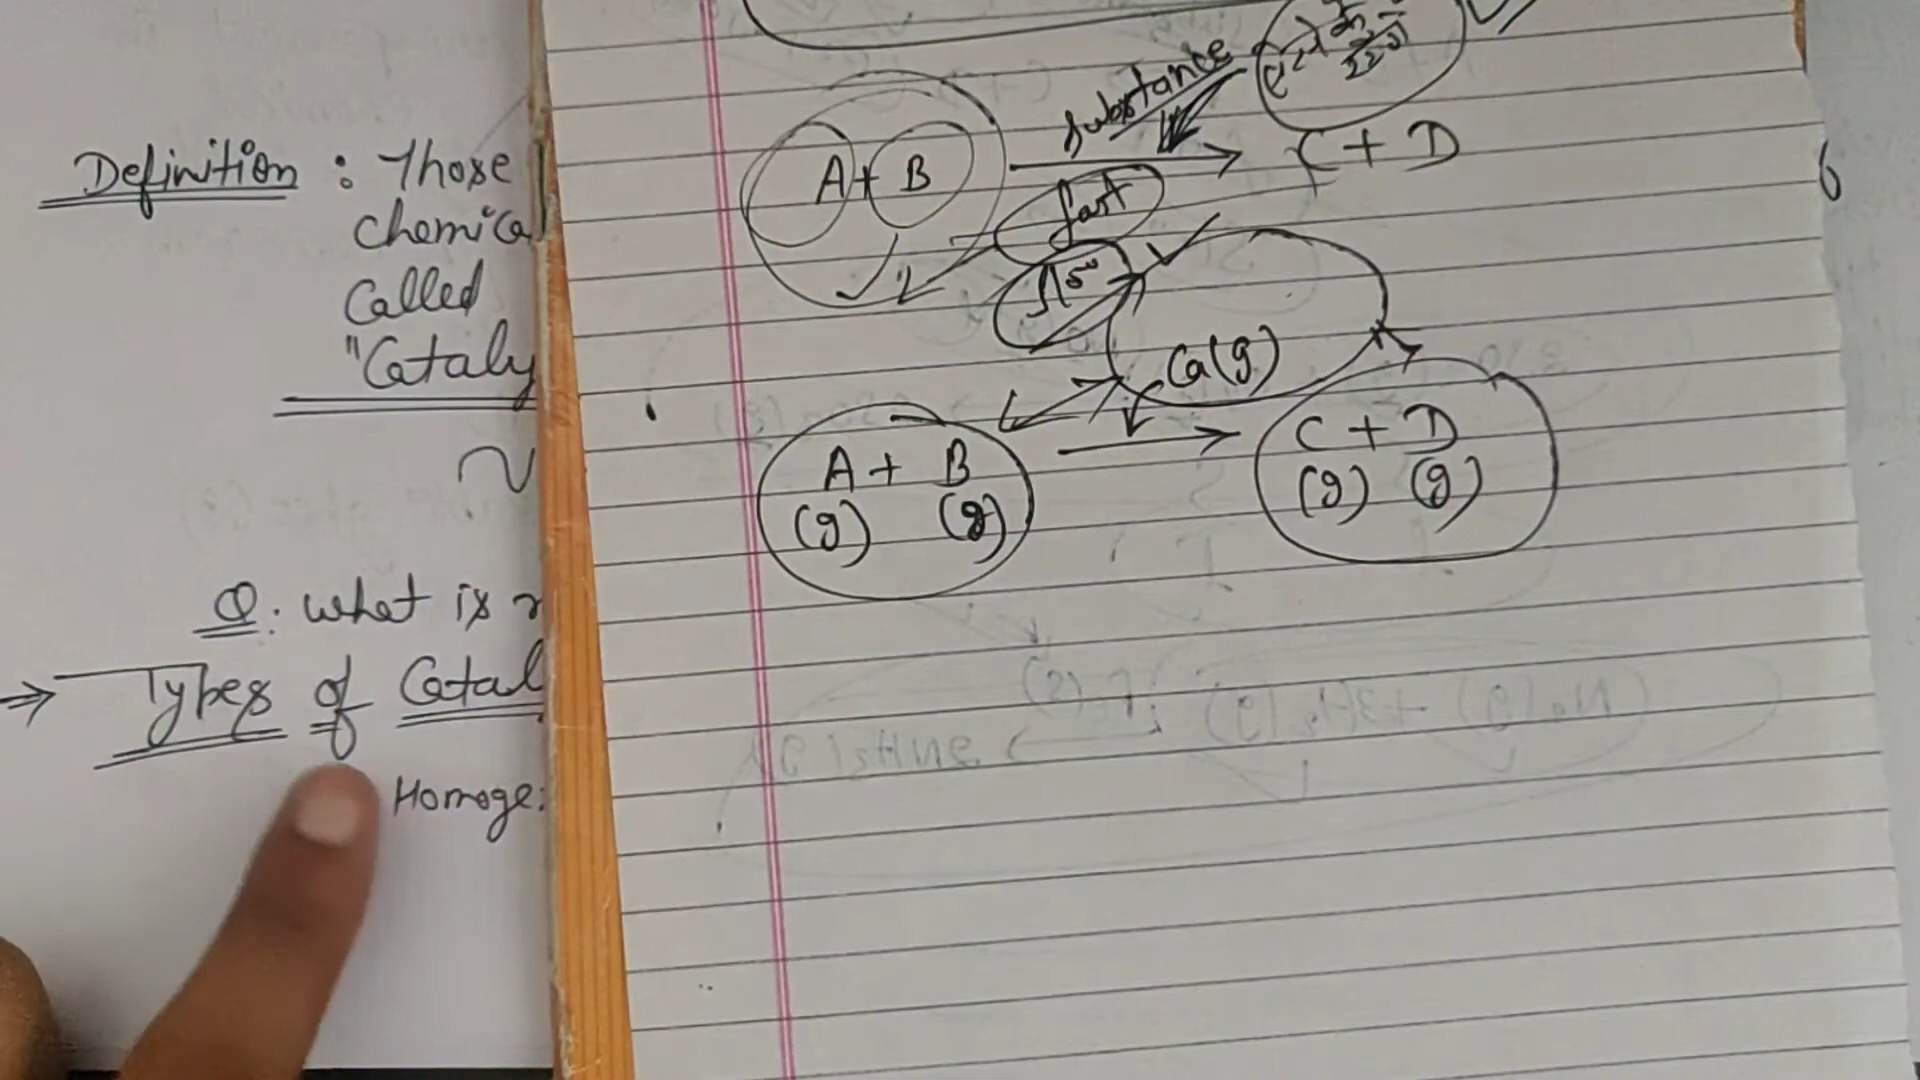 Definition : Those
chemical
Called
"Cataly
Q. what is
Types of Catal
Homoge
substance
A + B → C + D
fast
Ca(g)
A + B → C + D
(g) (g) (g) (g)